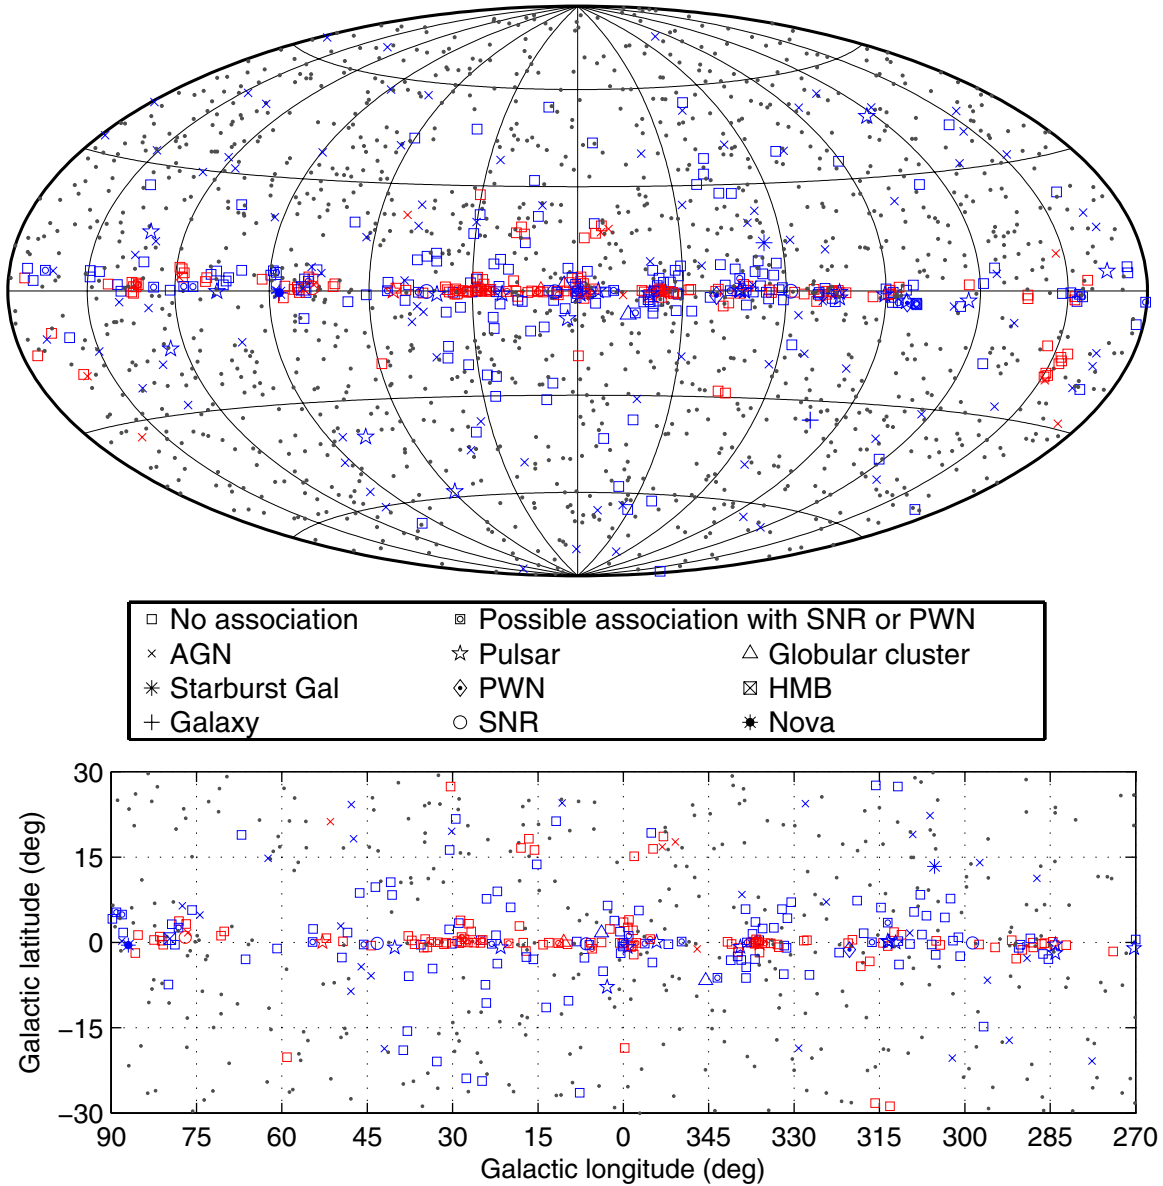 No association
Possible association with SNR or PWN
AGN
Pulsar
Globular cluster
Starburst Gal
PWN
HMB
Galaxy
SNR
Nova
30
15
0
−15
−30
Galactic latitude (deg)
90 75 60 45 30 15 0 345 330 315 300 285 270
Galactic longitude (deg)